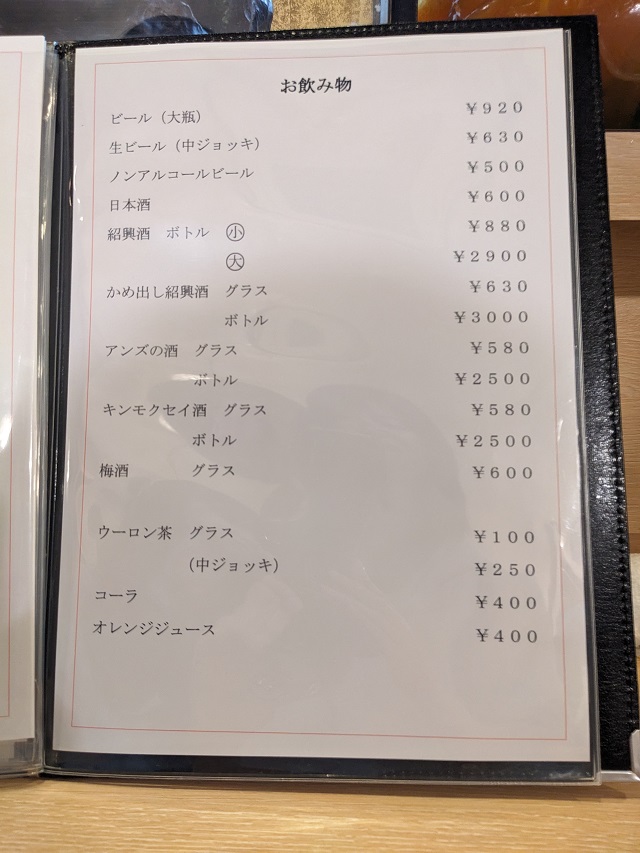 お飲み物
ビール（大瓶） ￥９２０
生ビール（中ジョッキ） ￥６３０
ノンアルコールビール ￥５００
日本酒 ￥６００
紹興酒　ボトル　㊙小 ￥８８０
大 ￥２９００
かめ出し紹興酒　グラス ￥６３０
ボトル ￥３０００
アンズの酒　グラス ￥５８０
ボトル ￥２５００
キンモクセイ酒　グラス ￥５８０
ボトル ￥２５００
梅酒　グラス ￥６００
ウーロン茶　グラス ￥１００
（中ジョッキ） ￥２５０
コーラ ￥４００
オレンジジュース ￥４００